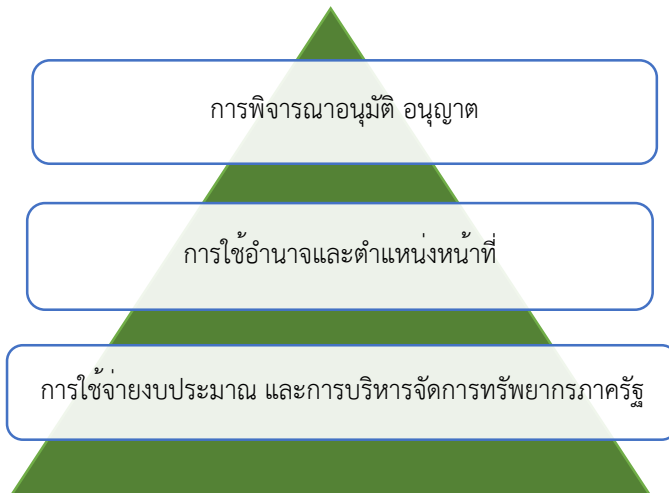 การพิจารณาอนุมัติ อนุญาต
การใช้อำนาจและตำแหน่งหน้าที่
การใช้จ่ายงบประมาณ และการบริหารจัดการทรัพยากรภาครัฐ